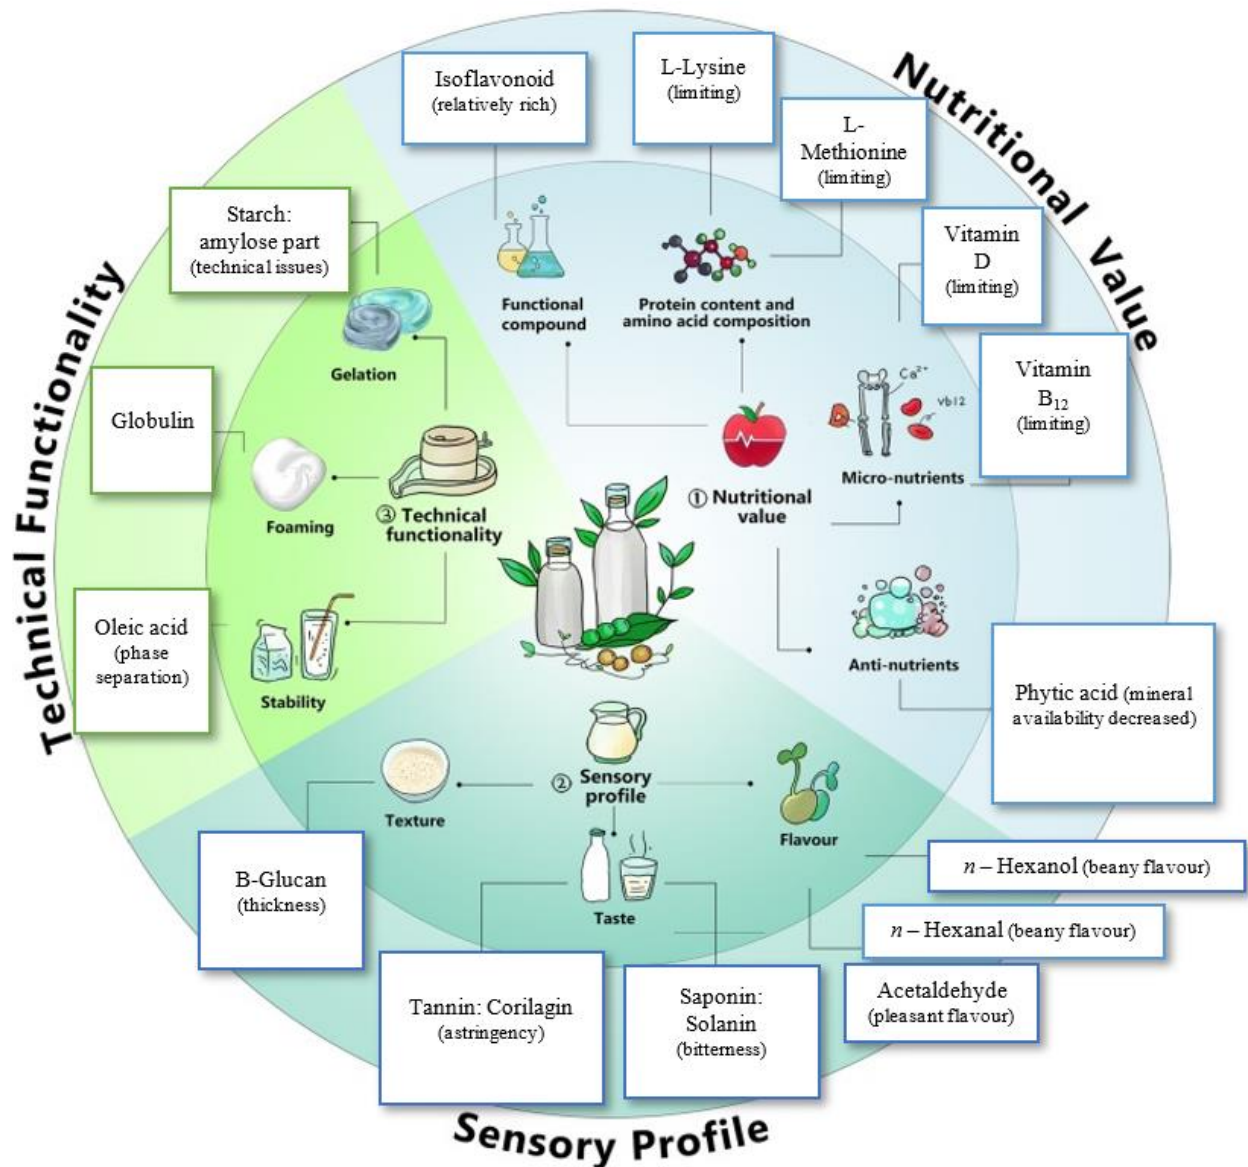 Nutritional Value
Technical Functionality
Sensory Profile
Isoflavonoid
(relatively rich)
L-Lysine
(limiting)
L-
Methionine
(limiting)
Vitamin
D
(limiting)
Vitamin
B₁₂
(limiting)
Starch:
amylose part
(technical issues)
Globulin
Oleic acid
(phase
separation)
Functional
compound
Protein content and
amino acid composition
Ca²⁺
Vb12
Micro-nutrients
① Nutritional
value
Anti-nutrients
Phytic acid (mineral
availability decreased)
Gelation
Foaming
③ Technical
functionality
Stability
② Sensory
profile
Texture
Taste
Flavour
B-Glucan
(thickness)
Tannin: Corilagin
(astringency)
Saponin:
Solanin
(bitterness)
n – Hexanol (beany flavour)
n – Hexanal (beany flavour)
Acetaldehyde
(pleasant flavour)